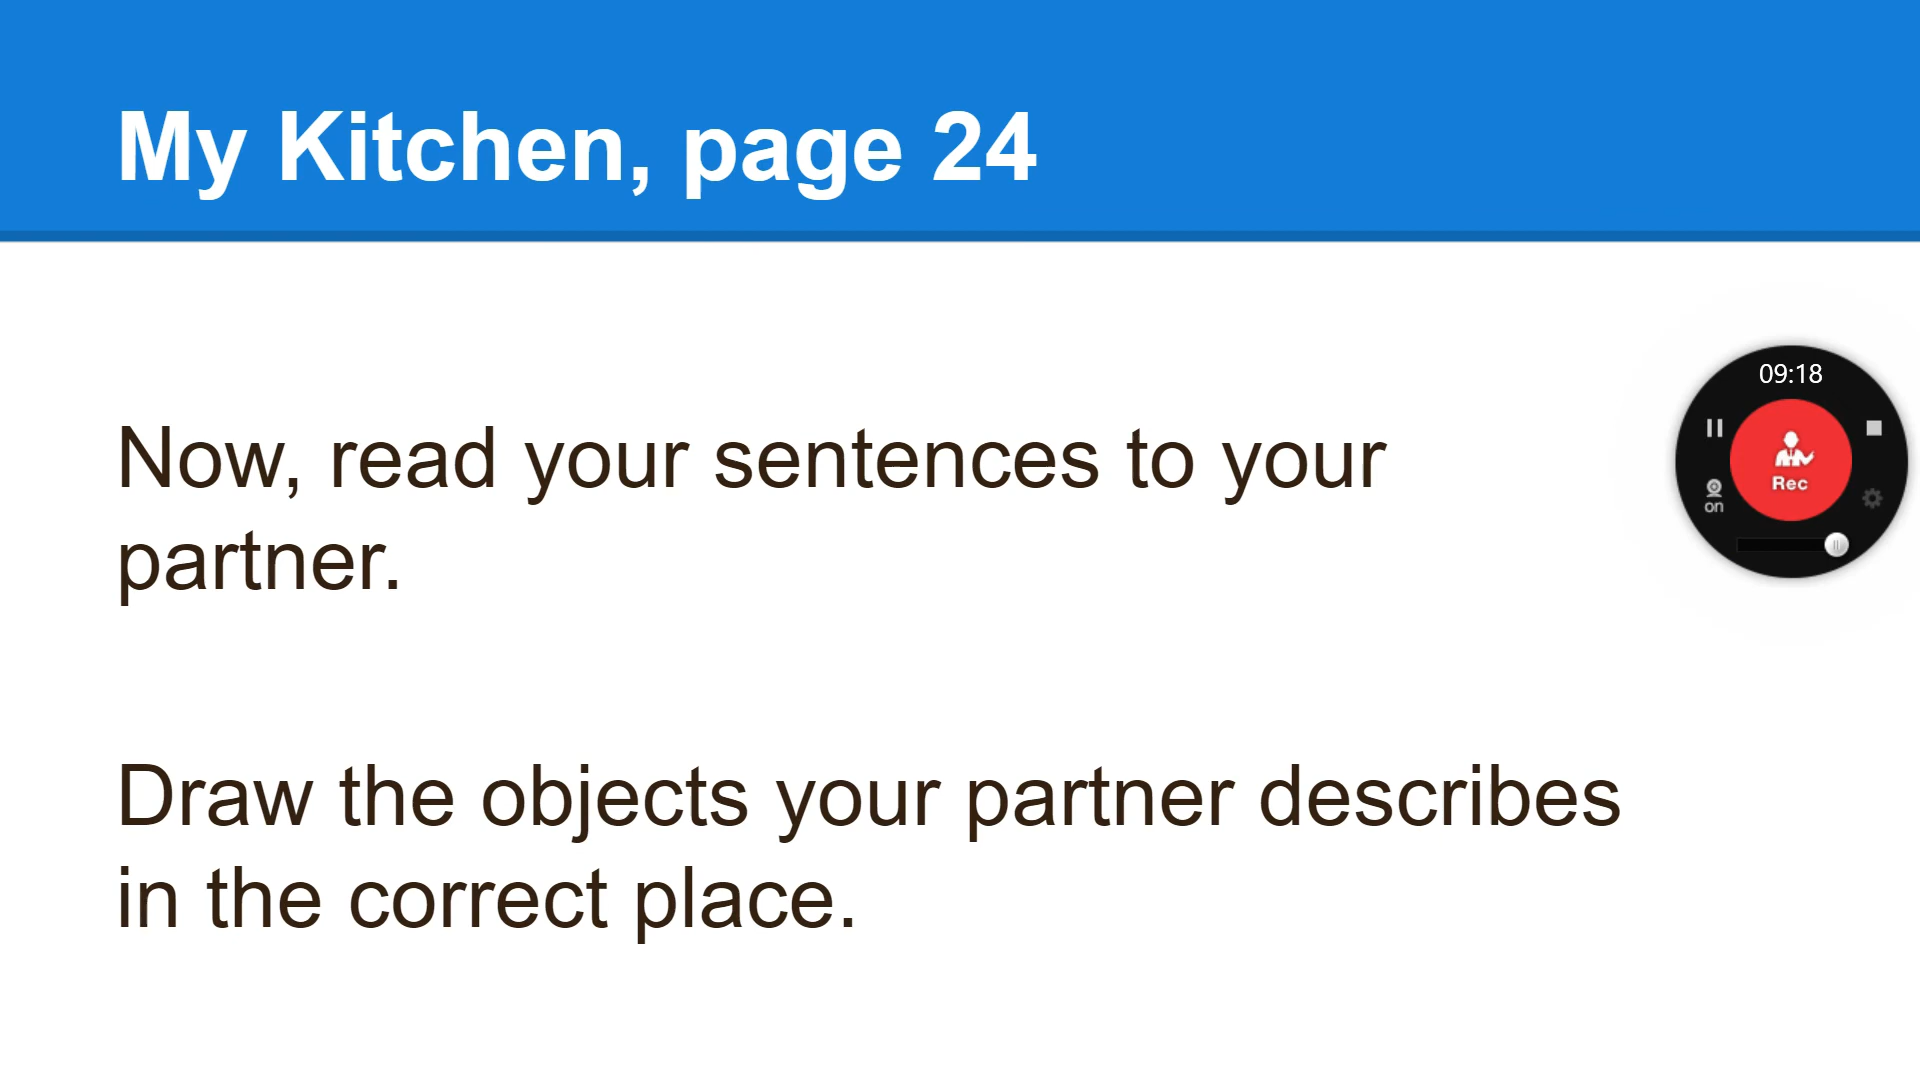 My Kitchen, page 24
Now, read your sentences to your
partner.
Draw the objects your partner describes
in the correct place.
09:18
Rec
on